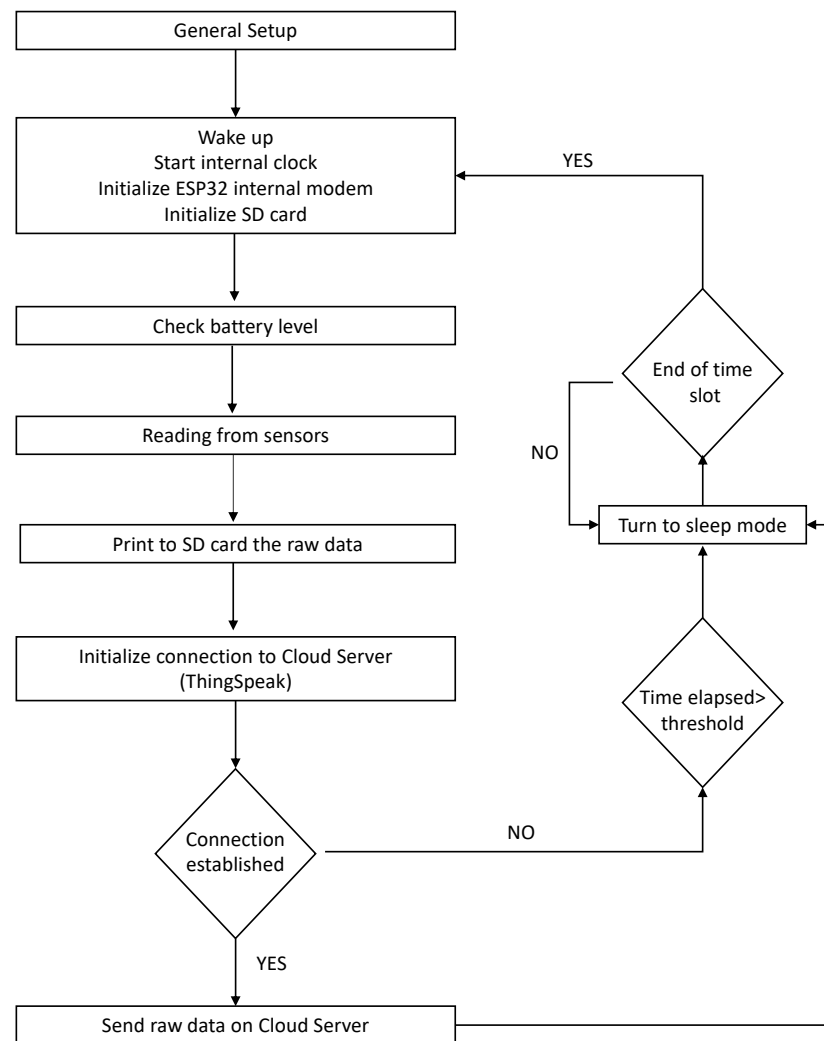 General Setup
Wake up
Start internal clock
Initialize ESP32 internal modem
Initialize SD card
YES
Check battery level
End of time
slot
Reading from sensors
NO
Turn to sleep mode
Print to SD card the raw data
Initialize connection to Cloud Server
(ThingSpeak)
Time elapsed>
threshold
Connection
established
NO
YES
Send raw data on Cloud Server